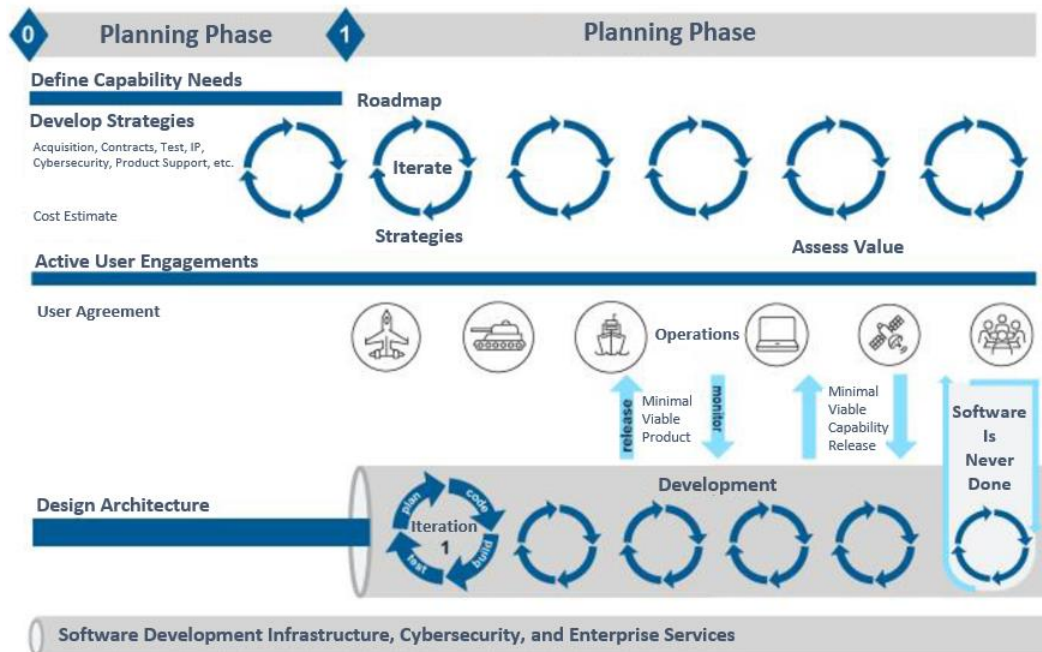 0
Planning Phase
1
Planning Phase
Define Capability Needs
Roadmap
Develop Strategies
Acquisition, Contracts, Test, IP,
Cybersecurity, Product Support, etc.
Iterate
Cost Estimate
Strategies
Assess Value
Active User Engagements
User Agreement
Operations
release
Minimal
Viable
Product
monitor
Minimal
Viable
Capability
Release
Software
Is
Never
Done
Design Architecture
Development
plan
code
Iteration
1
test
build
Software Development Infrastructure, Cybersecurity, and Enterprise Services